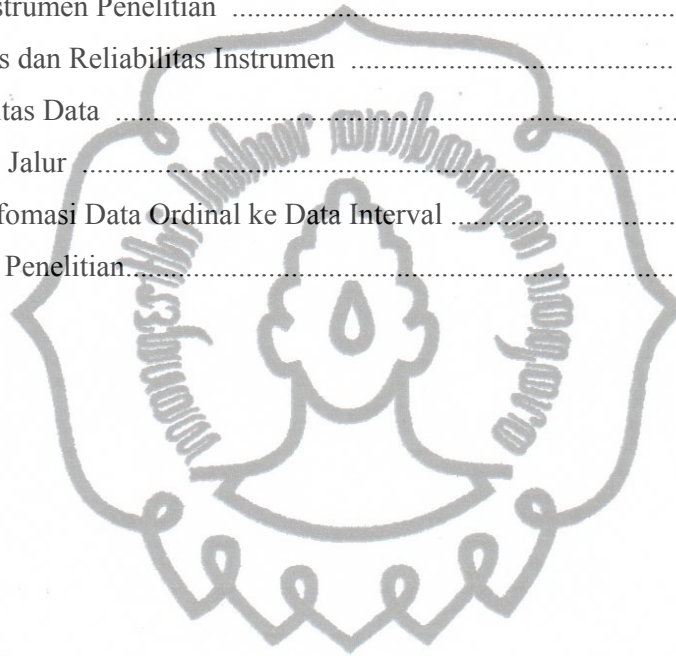 strumen Penelitian ................................................................
s dan Reliabilitas Instrumen ................................................
tas Data ................................................................................
Jalur .....................................................................................
fomasi Data Ordinal ke Data Interval ................................
Penelitian..............................................................................